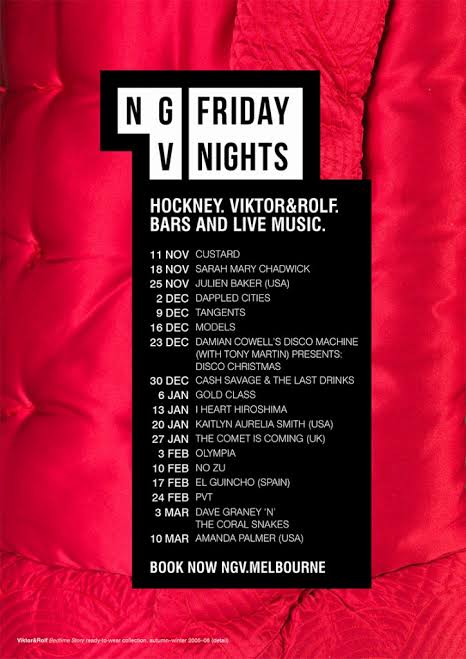 NG FRIDAY
V NIGHTS
HOCKNEY. VIKTOR&ROLF.
BARS AND LIVE MUSIC.
11 NOV CUSTARD
18 NOV SARAH MARY CHADWICK
25 NOV JULIEN BAKER (USA)
2 DEC DAPPLED CITIES
9 DEC TANGENTS
16 DEC MODELS
23 DEC DAMIAN COWELL'S DISCO MACHINE
(WITH TONY MARTIN) PRESENTS:
DISCO CHRISTMAS
30 DEC CASH SAVAGE & THE LAST DRINKS
6 JAN GOLD CLASS
13 JAN I HEART HIROSHIMA
20 JAN KAITLYN AURELIA SMITH (USA)
27 JAN THE COMET IS COMING (UK)
3 FEB OLYMPIA
10 FEB NO ZU
17 FEB EL GUINCHO (SPAIN)
24 FEB PVT
3 MAR DAVE GRANEY 'N'
THE CORAL SNAKES
10 MAR AMANDA PALMER (USA)
BOOK NOW NGV.MELBOURNE
Viktor&Rolf Bedtime Story ready-to-wear collection, autumn-winter 2005–06 (detail)